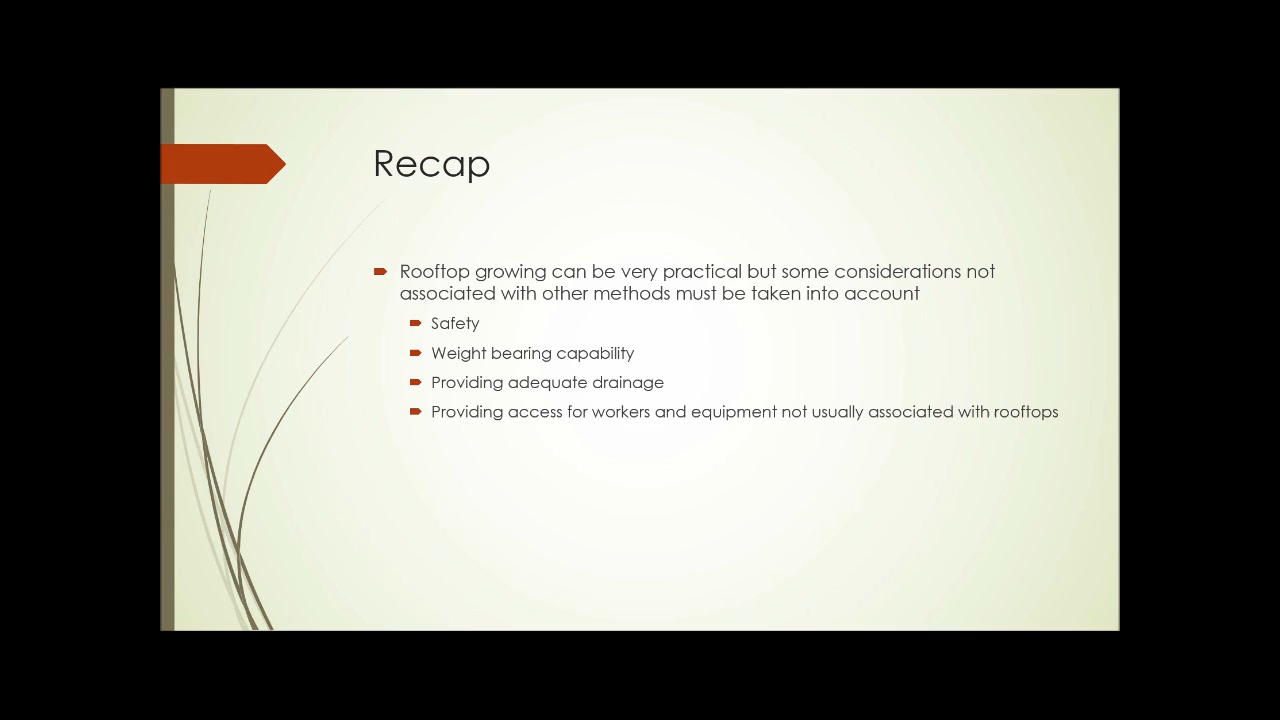 Recap
Rooftop growing can be very practical but some considerations not
associated with other methods must be taken into account
Safety
Weight bearing capability
Providing adequate drainage
Providing access for workers and equipment not usually associated with rooftops